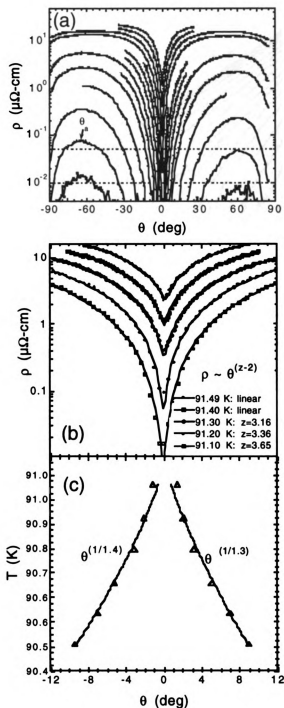 (a)
10¹
10⁰
10⁻¹
10⁻²
ρ (μΩ-cm)
θ
a
-90 -60 -30 0 30 60 90
θ (deg)
10
1
0.1
ρ (μΩ-cm)
ρ ~ θ^(z-2)
91.49 K: linear
91.40 K: linear
91.30 K: z=3.16
91.20 K: z=3.36
91.10 K: z=3.65
(b)
(c)
91.0
90.9
90.8
90.7
90.6
90.5
90.4
T (K)
θ^(1/1.4)
θ^(1/1.3)
-12 -8 -4 0 4 8 12
θ (deg)